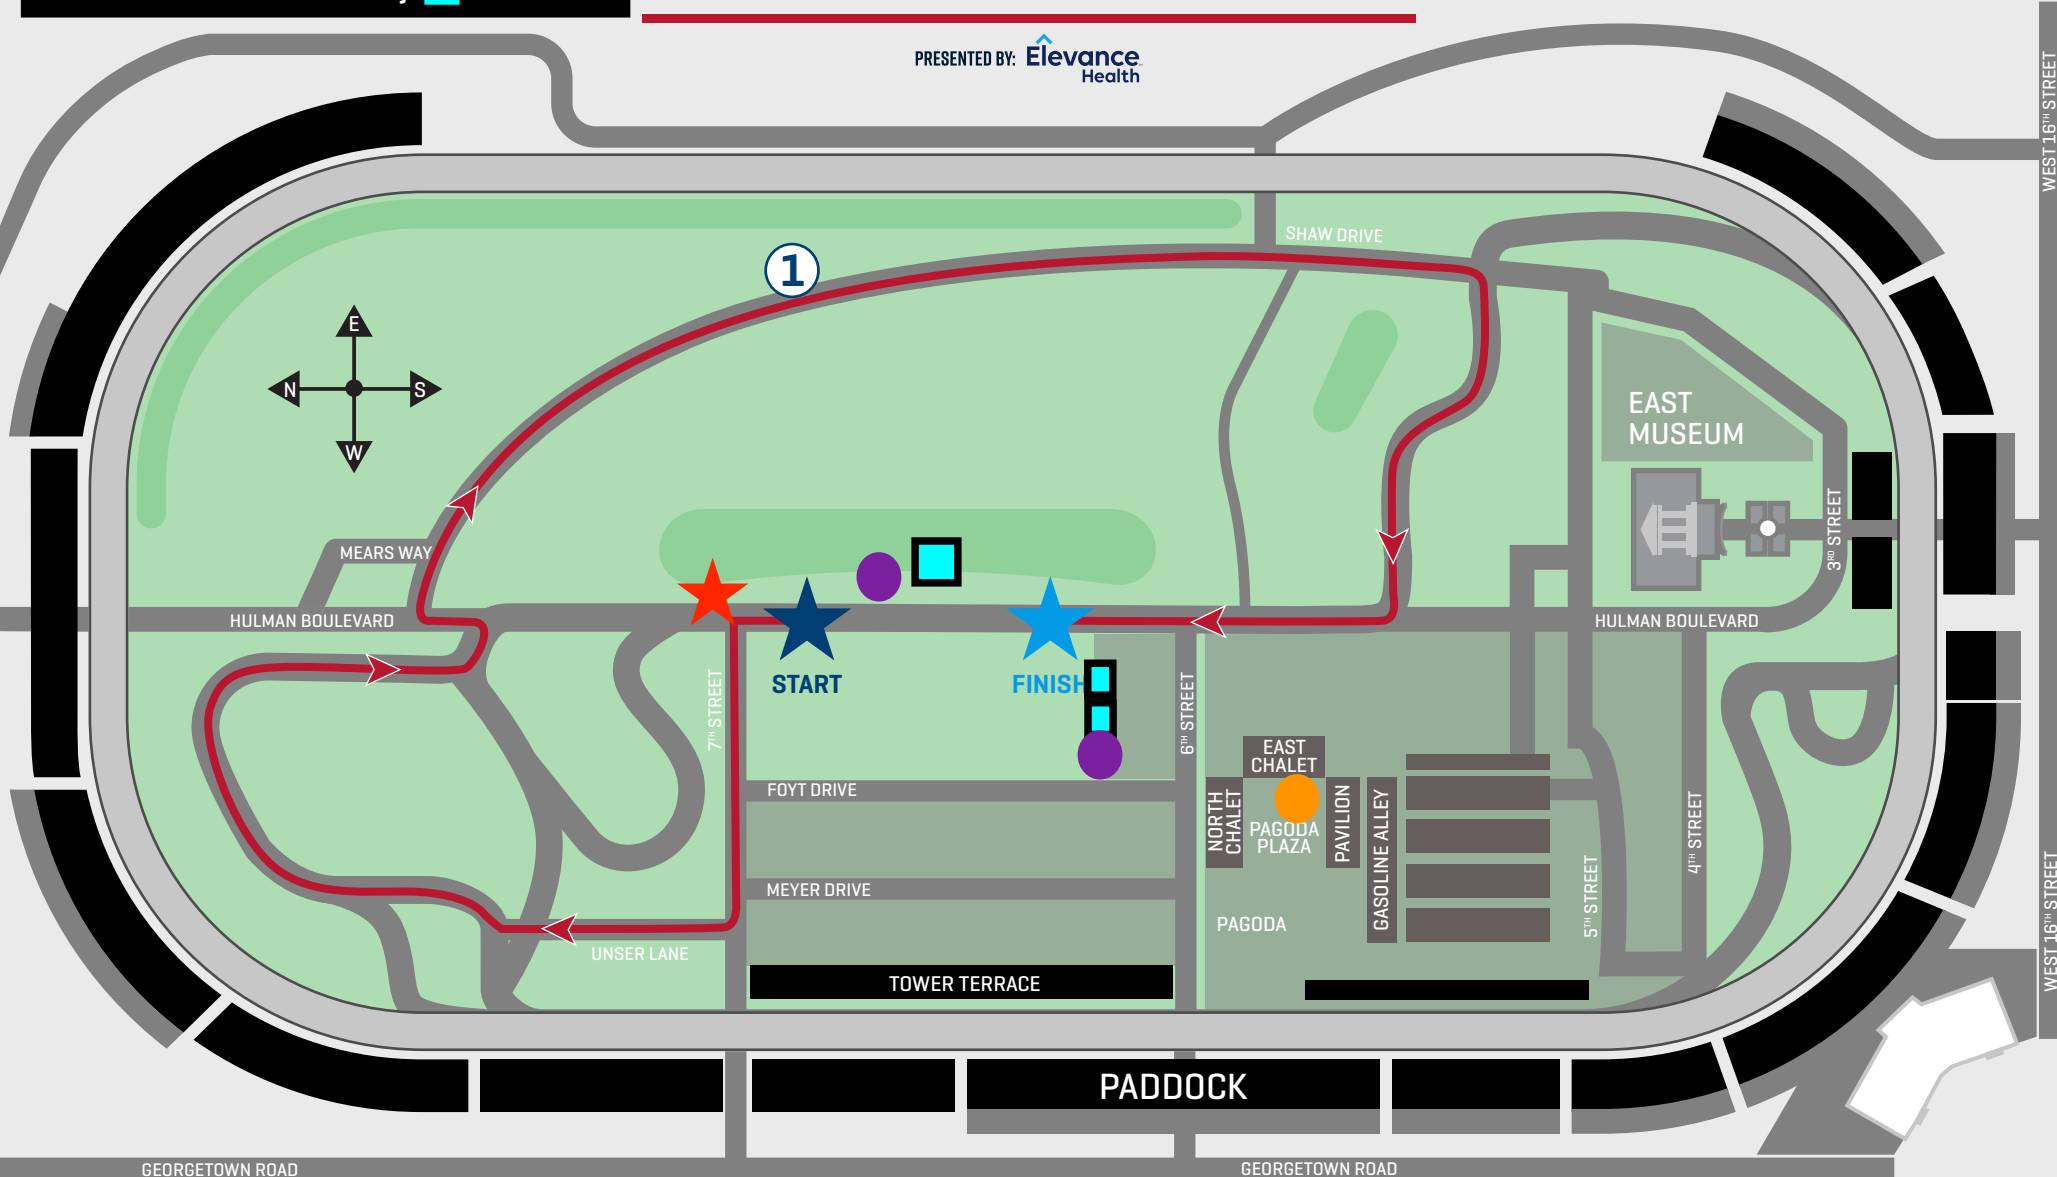 PRESENTED BY: Elevance
Health
WEST 16TH STREET
SHAW DRIVE
1
E
N
S
W
EAST
MUSEUM
MEARS WAY
3RD STREET
HULMAN BOULEVARD
HULMAN BOULEVARD
START
FINISH
7TH STREET
6TH STREET
EAST
CHALET
FOYT DRIVE
NORTH
CHALET
PAGODA
PLAZA
PAVILION
GASOLINE ALLEY
4TH STREET
5TH STREET
MEYER DRIVE
PAGODA
WEST 16TH STREET
UNSER LANE
TOWER TERRACE
PADDOCK
GEORGETOWN ROAD
GEORGETOWN ROAD